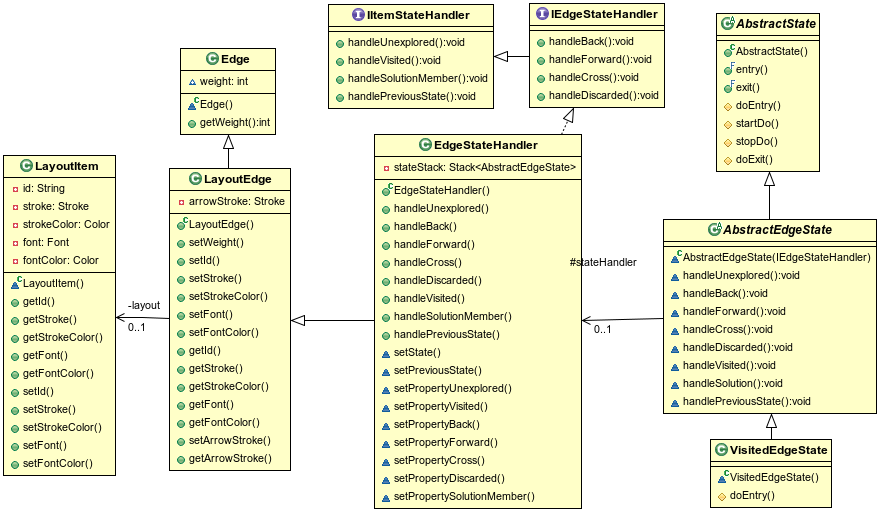 IItemStateHandler
handleUnexplored():void
handleVisited():void
handleSolutionMember():void
handlePreviousState():void
IEdgeStateHandler
handleBack():void
handleForward():void
handleCross():void
handleDiscarded():void
AbstractState
AbstractState()
entry()
exit()
doEntry()
startDo()
stopDo()
doExit()
Edge
weight: int
Edge()
getWeight():int
LayoutItem
id: String
stroke: Stroke
strokeColor: Color
font: Font
fontColor: Color
LayoutItem()
getId()
getStroke()
getStrokeColor()
getFont()
getFontColor()
setId()
setStroke()
setStrokeColor()
setFont()
setFontColor()
-layout
0..1
LayoutEdge
arrowStroke: Stroke
LayoutEdge()
setWeight()
setId()
setStroke()
setStrokeColor()
setFont()
setFontColor()
getId()
getStroke()
getStrokeColor()
getFont()
getFontColor()
setArrowStroke()
getArrowStroke()
EdgeStateHandler
stateStack: Stack<AbstractEdgeState>
EdgeStateHandler()
handleUnexplored()
handleBack()
handleForward()
handleCross()
handleDiscarded()
handleVisited()
handleSolutionMember()
handlePreviousState()
setState()
setPreviousState()
setPropertyUnexplored()
setPropertyVisited()
setPropertyBack()
setPropertyForward()
setPropertyCross()
setPropertyDiscarded()
setPropertySolutionMember()
#stateHandler
0..1
AbstractEdgeState
AbstractEdgeState(IEdgeStateHandler)
handleUnexplored():void
handleBack():void
handleForward():void
handleCross():void
handleDiscarded():void
handleVisited():void
handleSolution():void
handlePreviousState():void
VisitedEdgeState
VisitedEdgeState()
doEntry()